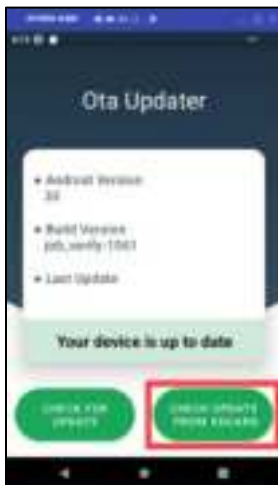 Ota Updater
Android Version
Build Version
Last Update
Your device is up to date
CHECK FOR
UPDATE
CHECK UPDATE
FROM SDCARD